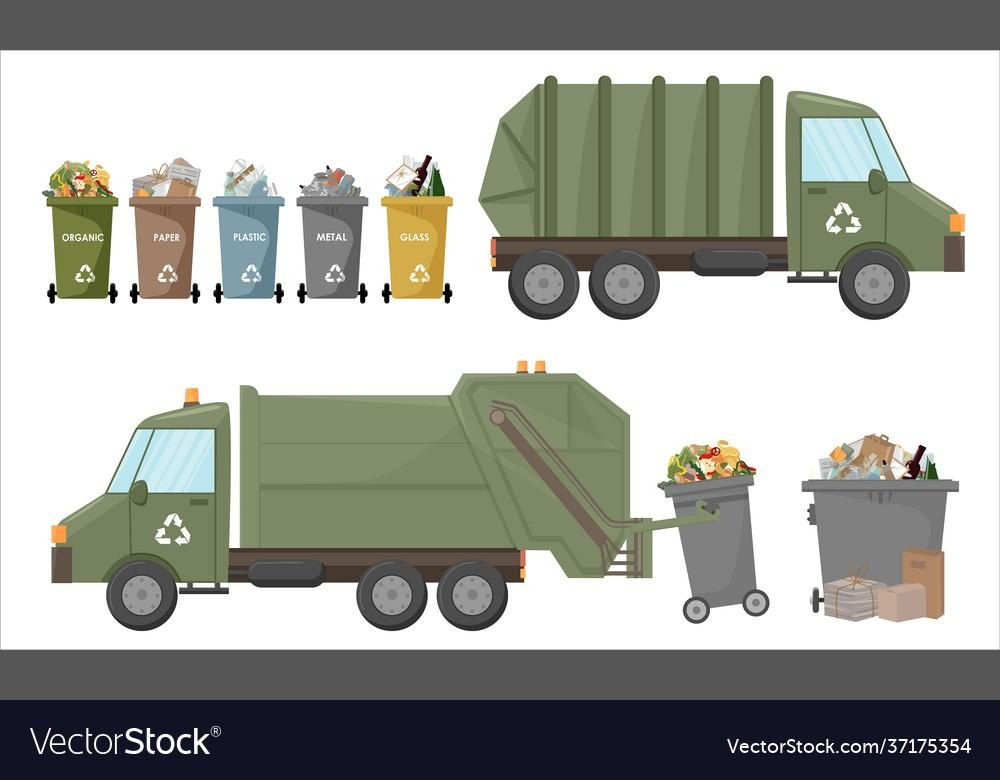 ORGANIC
PAPER
PLASTIC
METAL
GLASS
VectorStock®
VectorStock.com/37175354